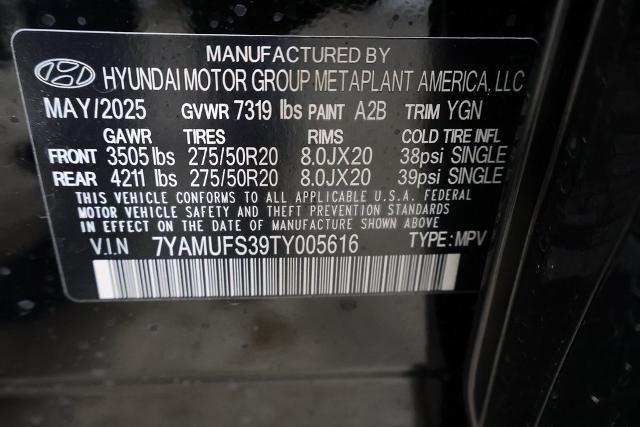 MANUFACTURED BY
HYUNDAI MOTOR GROUP METAPLANT AMERICA, LLC
MAY/2025 GVWR 7319 lbs PAINT A2B TRIM YGN
GAWR TIRES RIMS COLD TIRE INFL
FRONT 3505 lbs 275/50R20 8.0JX20 38psi SINGLE
REAR 4211 lbs 275/50R20 8.0JX20 39psi SINGLE
THIS VEHICLE CONFORMS TO ALL APPLICABLE U.S.A. FEDERAL
MOTOR VEHICLE SAFETY AND THEFT PREVENTION STANDARDS
IN EFFECT ON THE DATE OF MANUFACTURE SHOWN ABOVE
V.I.N 7YAMUFS39TY005616 TYPE: MPV